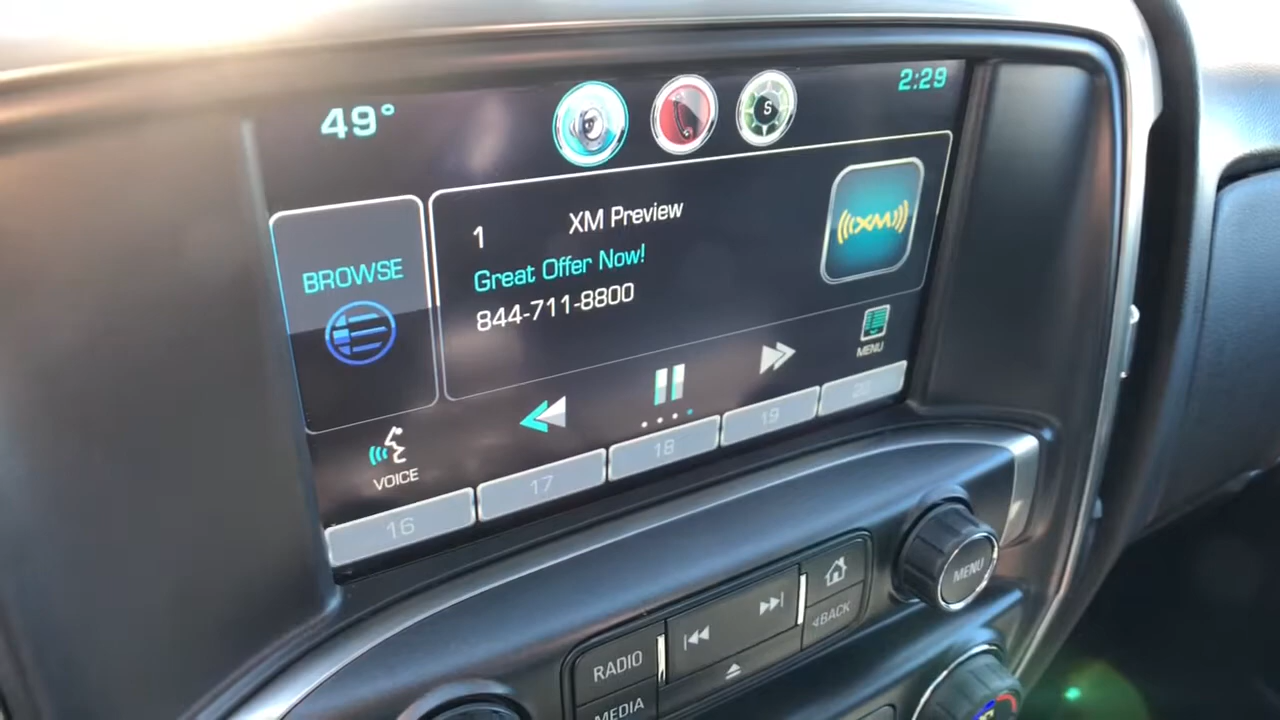 49°
S
2:29
BROWSE
1 XM Preview
Great Offer Now!
844-711-8800
((XM))
MENU
VOICE
16 17 18 19 20
MENU
BACK
RADIO
MEDIA